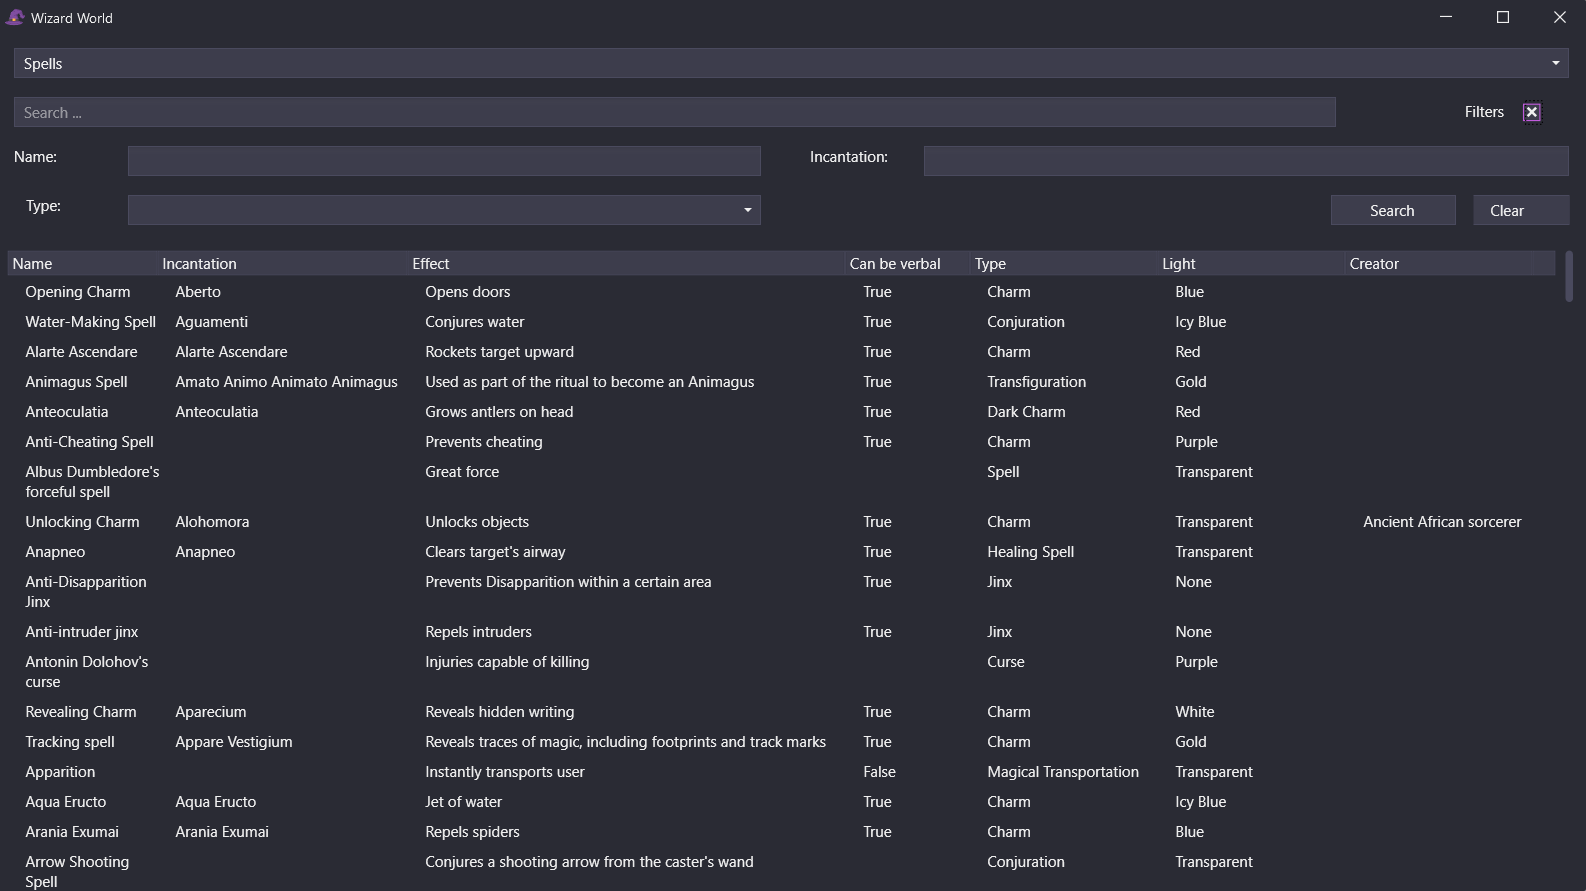 Wizard World
Spells
Search ...
Filters
Name:
Incantation:
Type:
Search
Clear
Name Incantation Effect Can be verbal Type Light Creator
Opening Charm Aberto Opens doors True Charm Blue
Water-Making Spell Aguamenti Conjures water True Conjuration Icy Blue
Alarte Ascendare Alarte Ascendare Rockets target upward True Charm Red
Animagus Spell Amato Animo Animato Animagus Used as part of the ritual to become an Animagus True Transfiguration Gold
Anteoculatia Anteoculatia Grows antlers on head True Dark Charm Red
Anti-Cheating Spell Prevents cheating True Charm Purple
Albus Dumbledore's Great force Spell Transparent
forceful spell
Unlocking Charm Alohomora Unlocks objects True Charm Transparent Ancient African sorcerer
Anapneo Anapneo Clears target's airway True Healing Spell Transparent
Anti-Disapparition Prevents Disapparition within a certain area True Jinx None
Jinx
Anti-intruder jinx Repels intruders True Jinx None
Antonin Dolohov's Injuries capable of killing Curse Purple
curse
Revealing Charm Aparecium Reveals hidden writing True Charm White
Tracking spell Appare Vestigium Reveals traces of magic, including footprints and track marks True Charm Gold
Apparition Instantly transports user False Magical Transportation Transparent
Aqua Eructo Aqua Eructo Jet of water True Charm Icy Blue
Arania Exumai Arania Exumai Repels spiders True Charm Blue
Arrow Shooting Conjures a shooting arrow from the caster's wand Conjuration Transparent
Spell